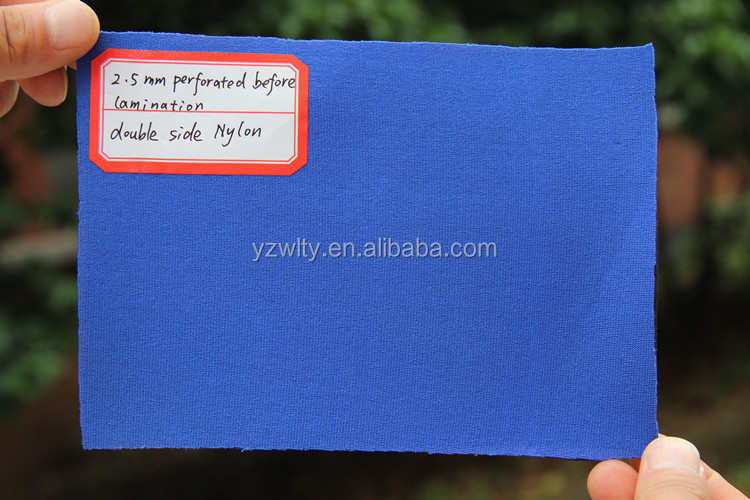 2.5 mm perforated before
lamination
double side Nylon
yzwlty.en.alibaba.com